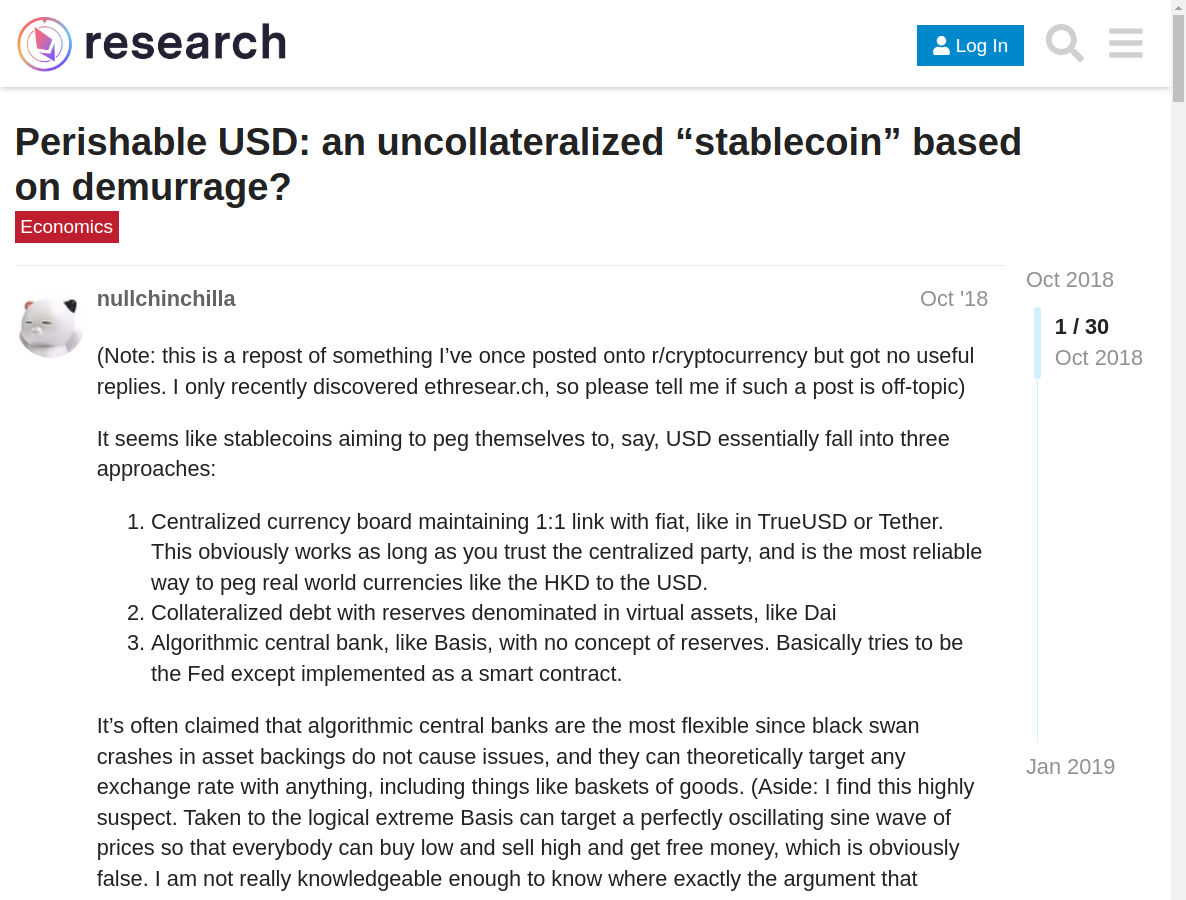 research
Log In
Perishable USD: an uncollateralized “stablecoin” based
on demurrage?
Economics
nullchinchilla
Oct '18
(Note: this is a repost of something I’ve once posted onto r/cryptocurrency but got no useful
replies. I only recently discovered ethresear.ch, so please tell me if such a post is off-topic)
It seems like stablecoins aiming to peg themselves to, say, USD essentially fall into three
approaches:
1. Centralized currency board maintaining 1:1 link with fiat, like in TrueUSD or Tether.
This obviously works as long as you trust the centralized party, and is the most reliable
way to peg real world currencies like the HKD to the USD.
2. Collateralized debt with reserves denominated in virtual assets, like Dai
3. Algorithmic central bank, like Basis, with no concept of reserves. Basically tries to be
the Fed except implemented as a smart contract.
It’s often claimed that algorithmic central banks are the most flexible since black swan
crashes in asset backings do not cause issues, and they can theoretically target any
exchange rate with anything, including things like baskets of goods. (Aside: I find this highly
suspect. Taken to the logical extreme Basis can target a perfectly oscillating sine wave of
prices so that everybody can buy low and sell high and get free money, which is obviously
false. I am not really knowledgeable enough to know where exactly the argument that
Oct 2018
1 / 30
Oct 2018
Jan 2019